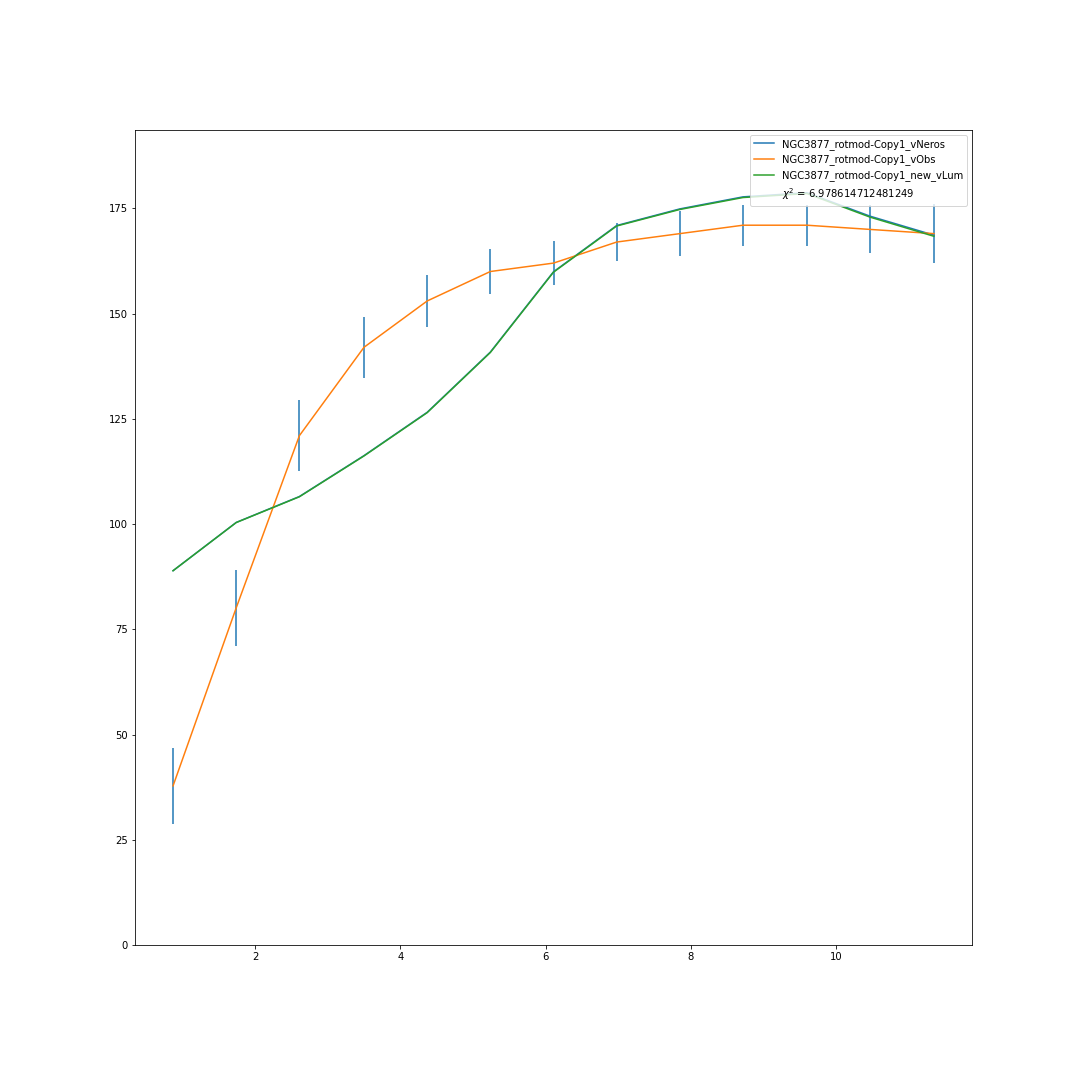 NGC3877_rotmod-Copy1_vNeros
NGC3877_rotmod-Copy1_vObs
NGC3877_rotmod-Copy1_new_vLum
χ² = 6.978614712481249
175
150
125
100
75
50
25
0
2 4 6 8 10